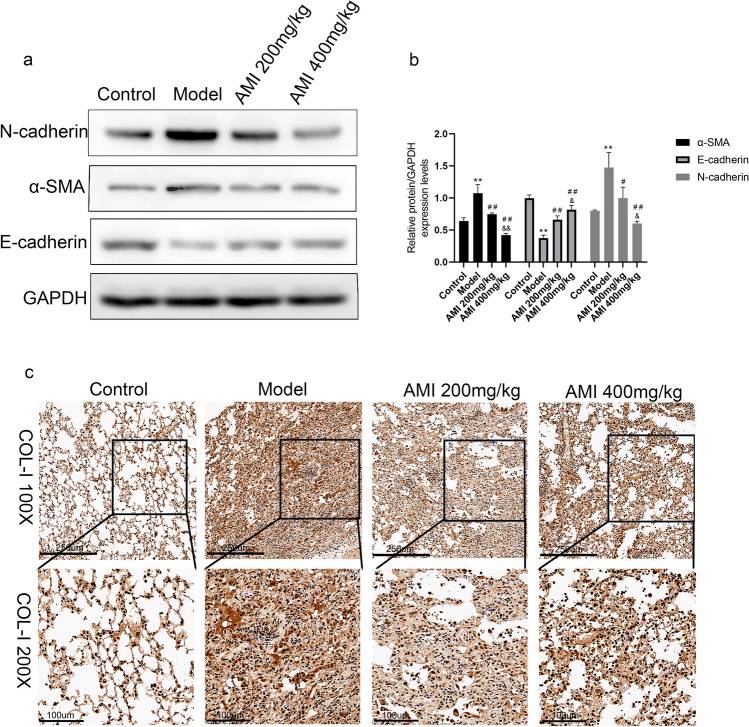 a
Control
Model
AMI 200mg/kg
AMI 400mg/kg
N-cadherin
α-SMA
E-cadherin
GAPDH
b
Relative protein/GAPDH
expression levels
2.0
1.5
1.0
0.5
0.0
**
##
##
&&
**
##
##
&
**
#
##
&
Control
Model
AMI 200mg/kg
AMI 400mg/kg
Control
Model
AMI 200mg/kg
AMI 400mg/kg
Control
Model
AMI 200mg/kg
AMI 400mg/kg
α-SMA
E-cadherin
N-cadherin
c
Control
Model
AMI 200mg/kg
AMI 400mg/kg
COL-I 100X
250um
250um
250um
COL-I 200X
100um
100um
100um
100um